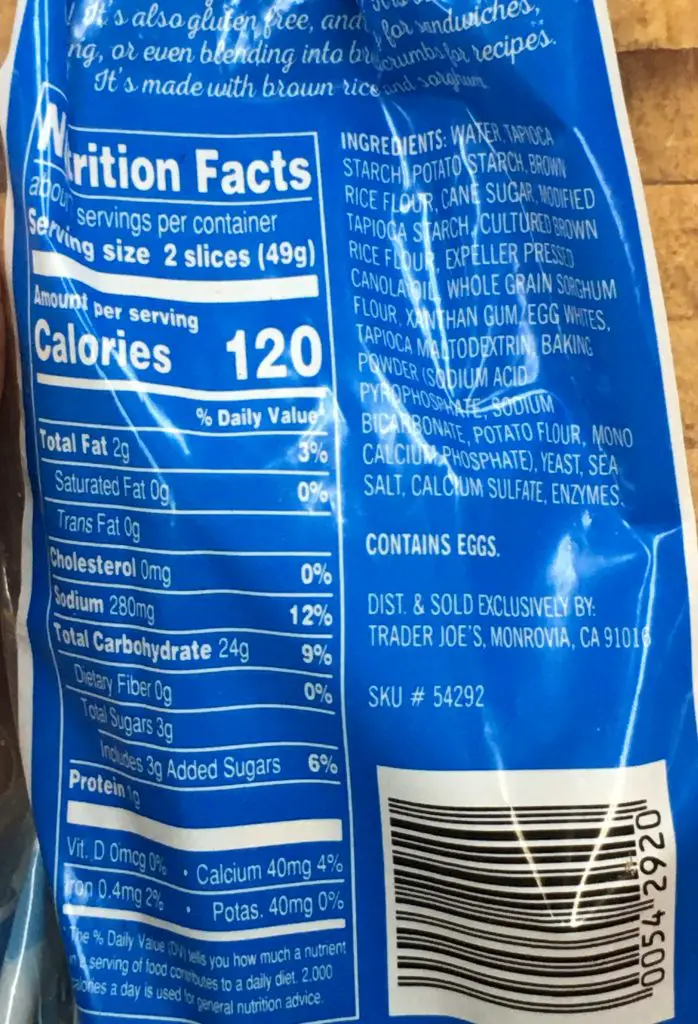 It's also gluten free, and
for sandwiches,
or even blending into
crumbs for recipes.
It's made with brown rice and sorghum
Nutrition Facts
about servings per container
Serving size 2 slices (49g)
Amount per serving
Calories 120
% Daily Value*
Total Fat 2g 3%
Saturated Fat 0g 0%
Trans Fat 0g
Cholesterol 0mg 0%
Sodium 280mg 12%
Total Carbohydrate 24g 9%
Dietary Fiber 0g 0%
Total Sugars 3g
Includes 3g Added Sugars 6%
Protein 1g
Vit. D 0mcg 0% • Calcium 40mg 4%
Iron 0.4mg 2% • Potas. 40mg 0%
The % Daily Value (DV) tells you how much a nutrient
in a serving of food contributes to a daily diet. 2,000
calories a day is used for general nutrition advice.
INGREDIENTS: WATER, TAPIOCA
STARCH, POTATO STARCH, BROWN
RICE FLOUR, CANE SUGAR, MODIFIED
TAPIOCA STARCH, CULTURED BROWN
RICE FLOUR, EXPELLER PRESSED
CANOLA OIL, WHOLE GRAIN SORGHUM
FLOUR, XANTHAN GUM, EGG WHITES,
TAPIOCA MALTODEXTRIN, BAKING
POWDER (SODIUM ACID
PYROPHOSPHATE, SODIUM
BICARBONATE, POTATO FLOUR, MONO
CALCIUM PHOSPHATE), YEAST, SEA
SALT, CALCIUM SULFATE, ENZYMES.
CONTAINS EGGS.
DIST. & SOLD EXCLUSIVELY BY:
TRADER JOE'S, MONROVIA, CA 91016
SKU # 54292
0054 2920